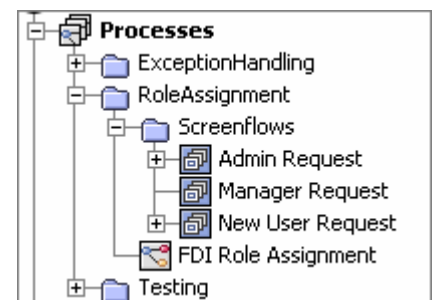 Processes
ExceptionHandling
RoleAssignment
Screenflows
Admin Request
Manager Request
New User Request
FDI Role Assignment
Testing